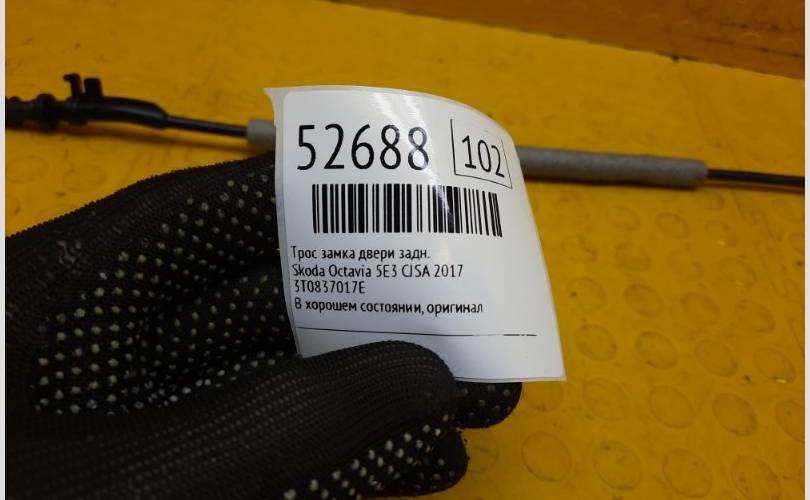 52688 102
Трос замка двери задн.
Skoda Octavia 5E3 CJSA 2017
3T0837017E
В хорошем состоянии, оригинал